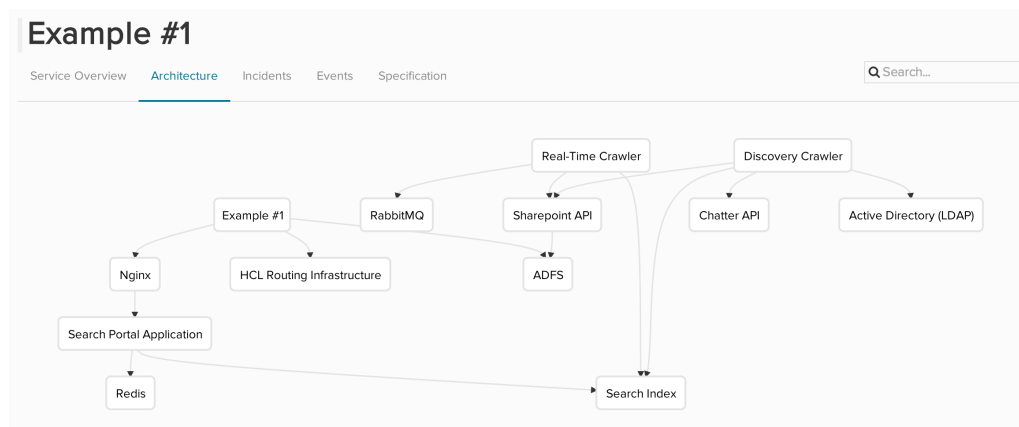 Example #1
Service Overview Architecture Incidents Events Specification
Search...
Real-Time Crawler Discovery Crawler
Example #1 RabbitMQ Sharepoint API Chatter API Active Directory (LDAP)
Nginx HCL Routing Infrastructure ADFS
Search Portal Application
Redis Search Index